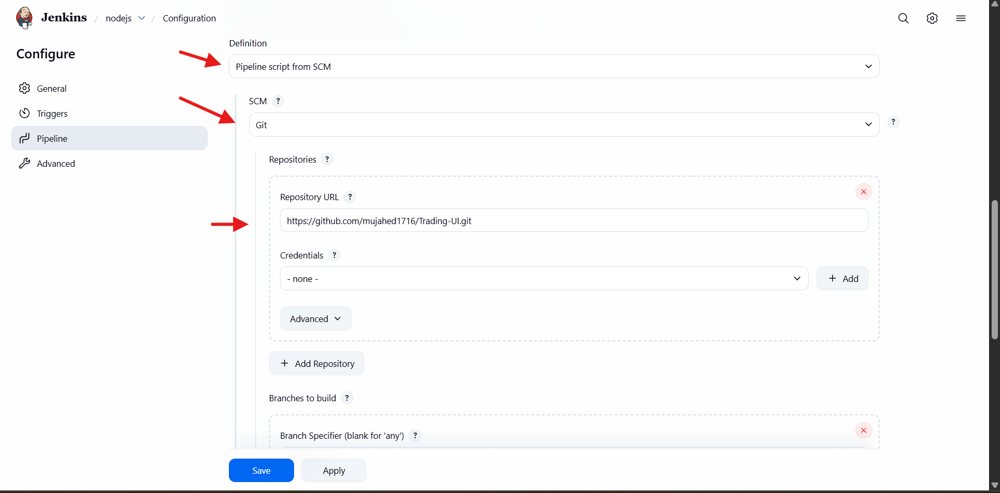 Jenkins / nodejs / Configuration
Configure
General
Triggers
Pipeline
Advanced
Definition
Pipeline script from SCM
SCM ?
Git
?
Repositories ?
Repository URL ?
https://github.com/mujahed1716/Trading-UI.git
Credentials ?
- none -
+ Add
Advanced
+ Add Repository
Branches to build ?
Branch Specifier (blank for 'any') ?
Save
Apply